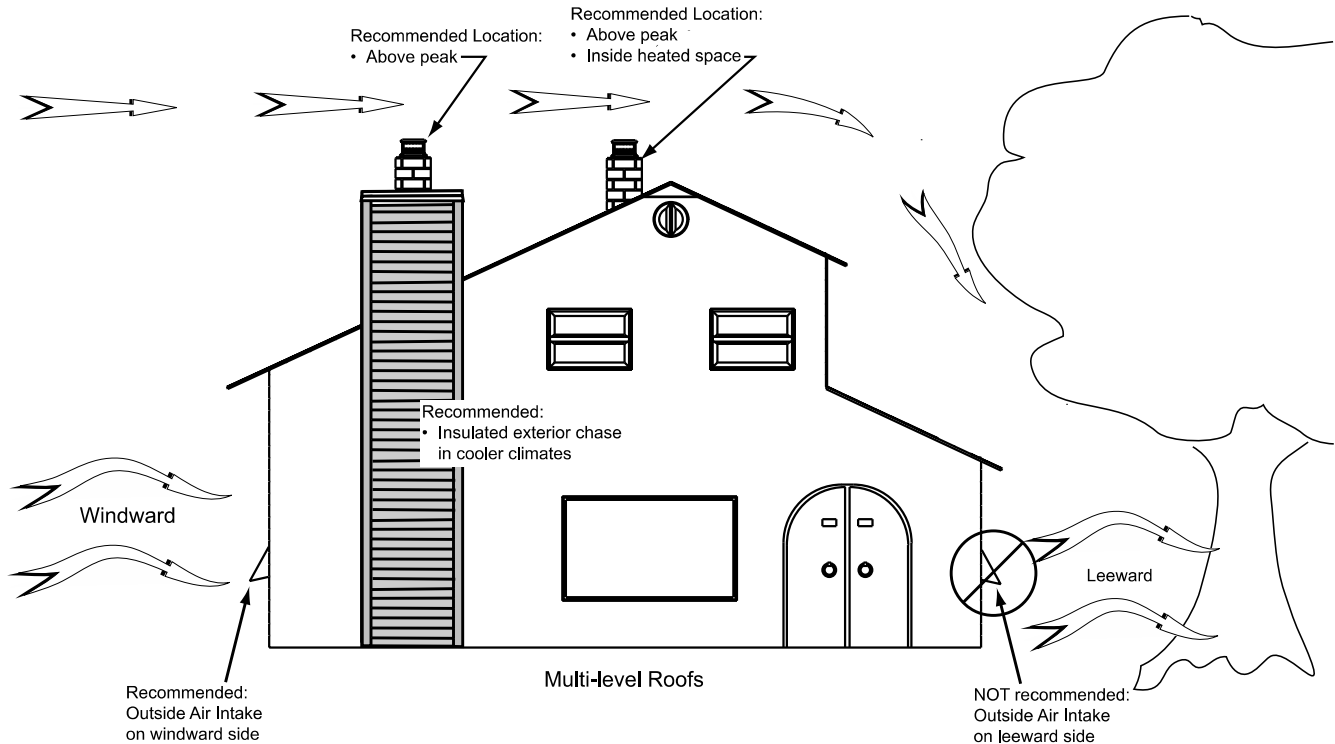 Recommended Location:
• Above peak
Recommended Location:
• Above peak
• Inside heated space
Recommended:
• Insulated exterior chase
in cooler climates
Windward
Leeward
Multi-level Roofs
Recommended:
Outside Air Intake
on windward side
NOT recommended:
Outside Air Intake
on leeward side